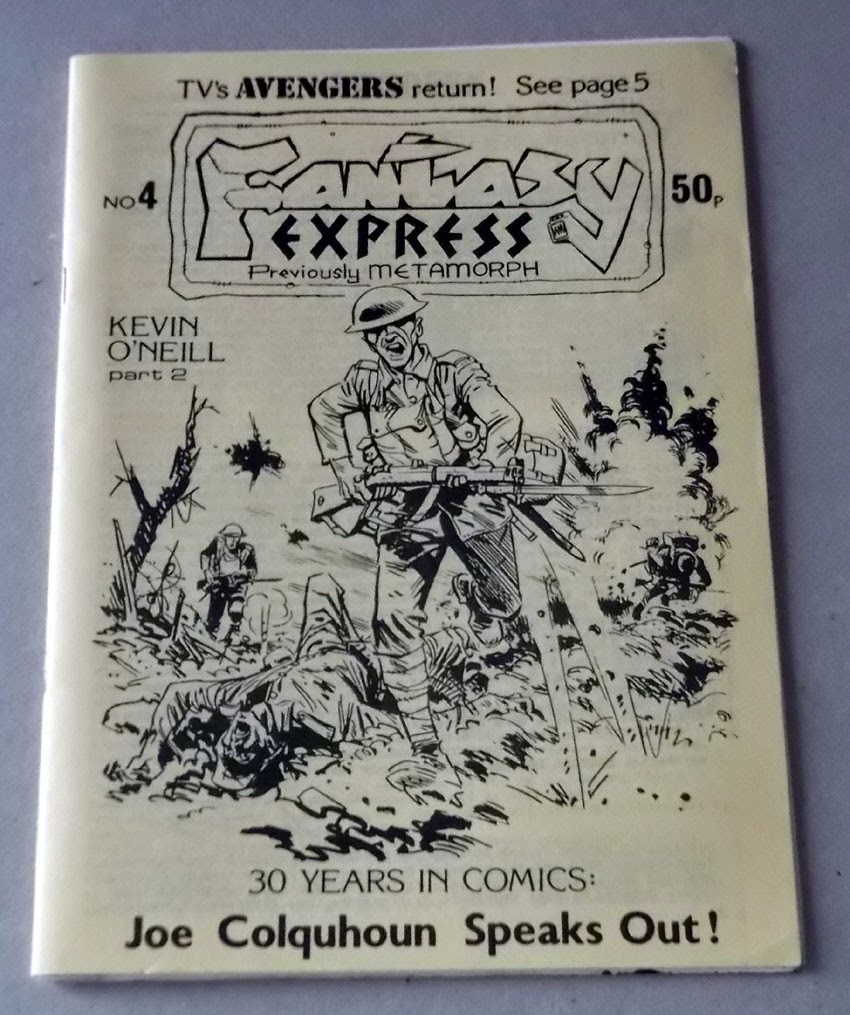 TV's AVENGERS return! See page 5
NO 4
FANTASY
50p
EXPRESS
Previously METAMORPH
KEVIN
O'NEILL
part 2
30 YEARS IN COMICS:
Joe Colquhoun Speaks Out!